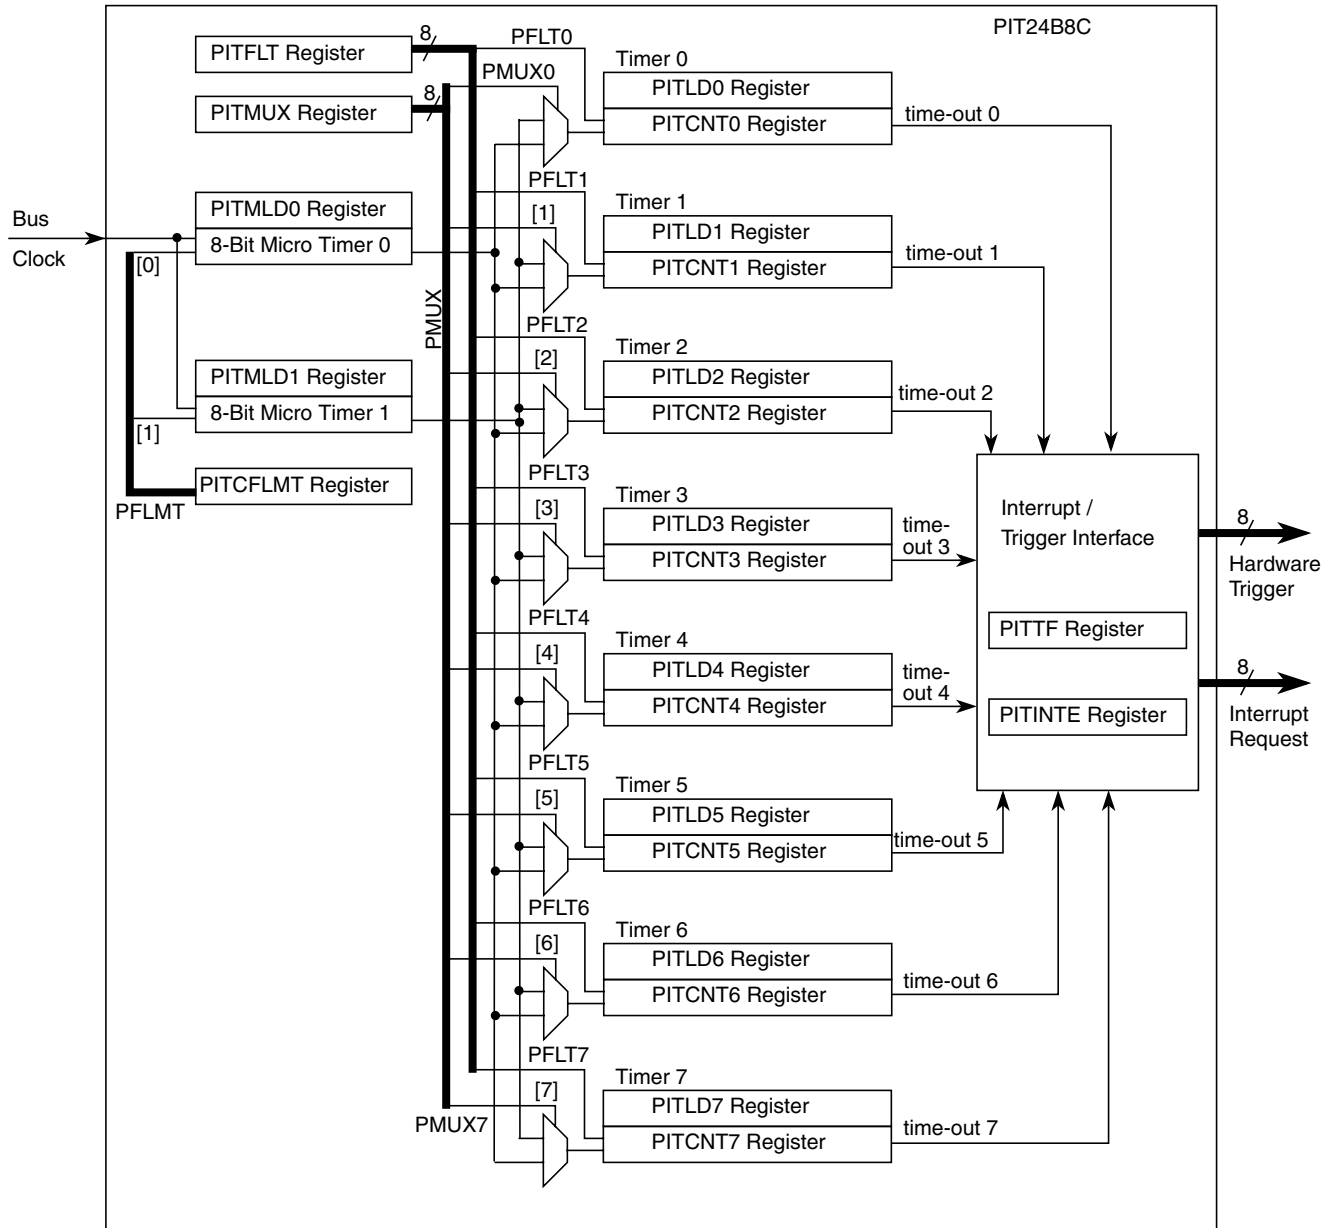 PIT24B8C
8
PFLT0
PITFLT Register
Timer 0
PMUX0
PITLD0 Register
8
PITMUX Register
time-out 0
PITCNT0 Register
PFLT1
Timer 1
PITMLD0 Register
[1]
Bus
PITLD1 Register
8-Bit Micro Timer 0
time-out 1
Clock
[0]
PITCNT1 Register
PMUX
PFLT2
Timer 2
[2]
PITMLD1 Register
PITLD2 Register
time-out 2
8-Bit Micro Timer 1
PITCNT2 Register
[1]
PFLT3
PITCFLMT Register
Timer 3
PFLMT
[3]
Interrupt /
Trigger Interface
PITLD3 Register
time-
out 3
8
PITCNT3 Register
Hardware
Trigger
PFLT4
Timer 4
PITTF Register
[4]
PITLD4 Register
time-
out 4
8
PITCNT4 Register
PITINTE Register
Interrupt
Request
PFLT5
Timer 5
[5]
PITLD5 Register
time-out 5
PITCNT5 Register
PFLT6
Timer 6
[6]
PITLD6 Register
time-out 6
PITCNT6 Register
PFLT7
Timer 7
[7]
PITLD7 Register
PMUX7
time-out 7
PITCNT7 Register